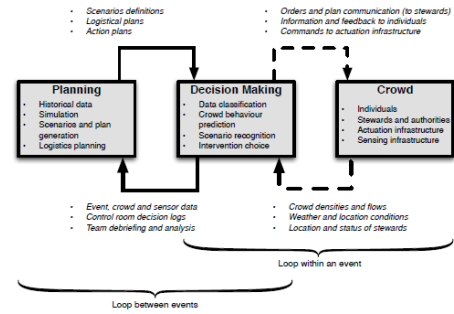 • Scenarios definitions
• Logistical plans
• Action plans
• Orders and plan communication (to stewards)
• Information and feedback to individuals
• Commands to actuation infrastructure
Planning
• Historical data
• Simulation
• Scenarios and plan
generation
• Logistics planning
Decision Making
• Data classification
• Crowd behaviour
prediction
• Scenario recognition
• Intervention choice
Crowd
• Individuals
• Stewards and authorities
• Actuation infrastructure
• Sensing infrastructure
• Event, crowd and sensor data
• Control room decision logs
• Team debriefing and analysis
• Crowd densities and flows
• Weather and location conditions
• Location and status of stewards
Loop within an event
Loop between events